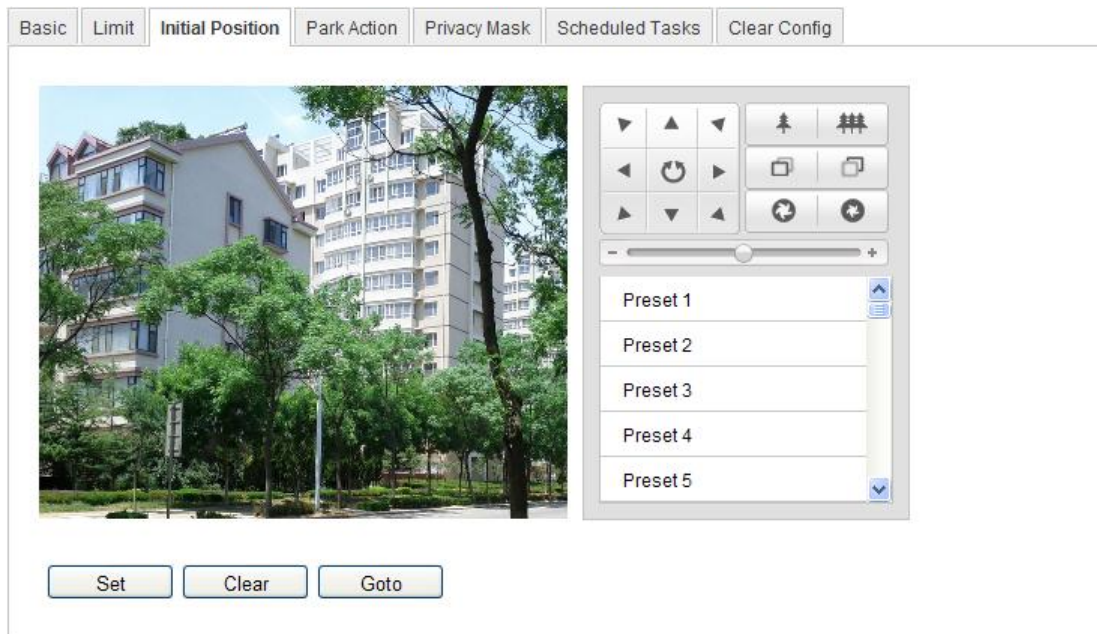 Basic Limit Initial Position Park Action Privacy Mask Scheduled Tasks Clear Config
Preset 1
Preset 2
Preset 3
Preset 4
Preset 5
Set Clear Goto